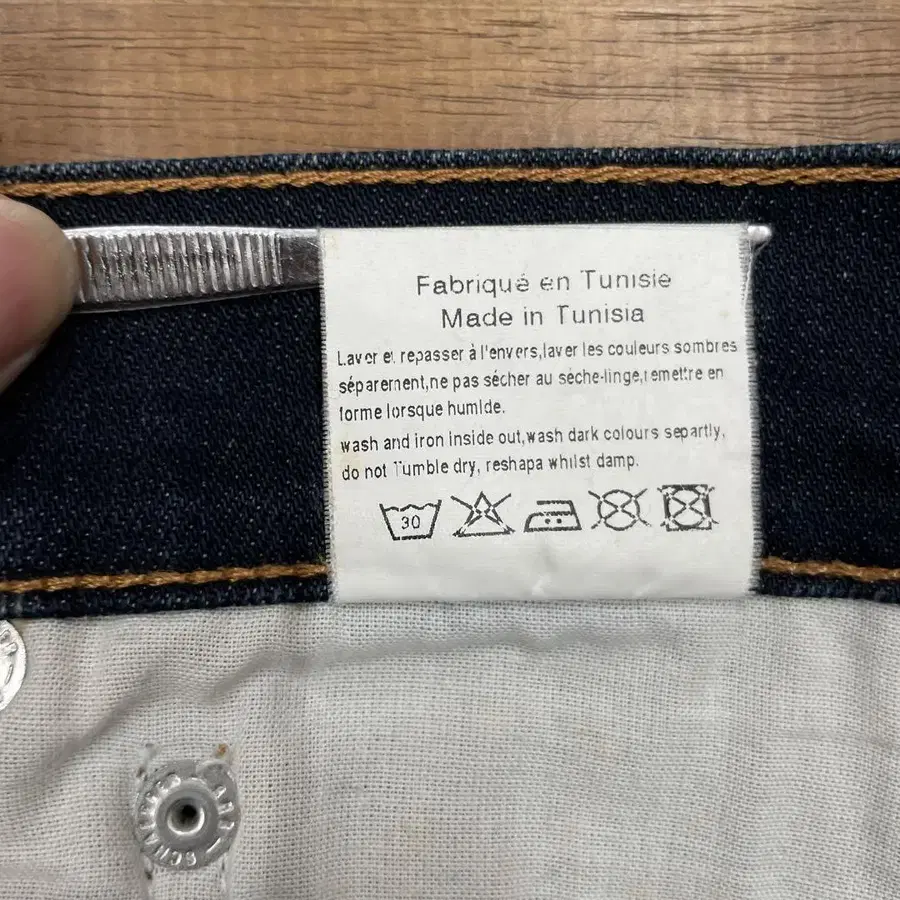 Fabriqué en Tunisie
Made in Tunisia
Laver et repasser à l'envers,laver les couleurs sombres
séparement,ne pas sécher au sèche-linge,remettre en
forme lorsque humide.
wash and iron inside out,wash dark colours separtly,
do not Tumble dry, reshapa whilst damp.
30